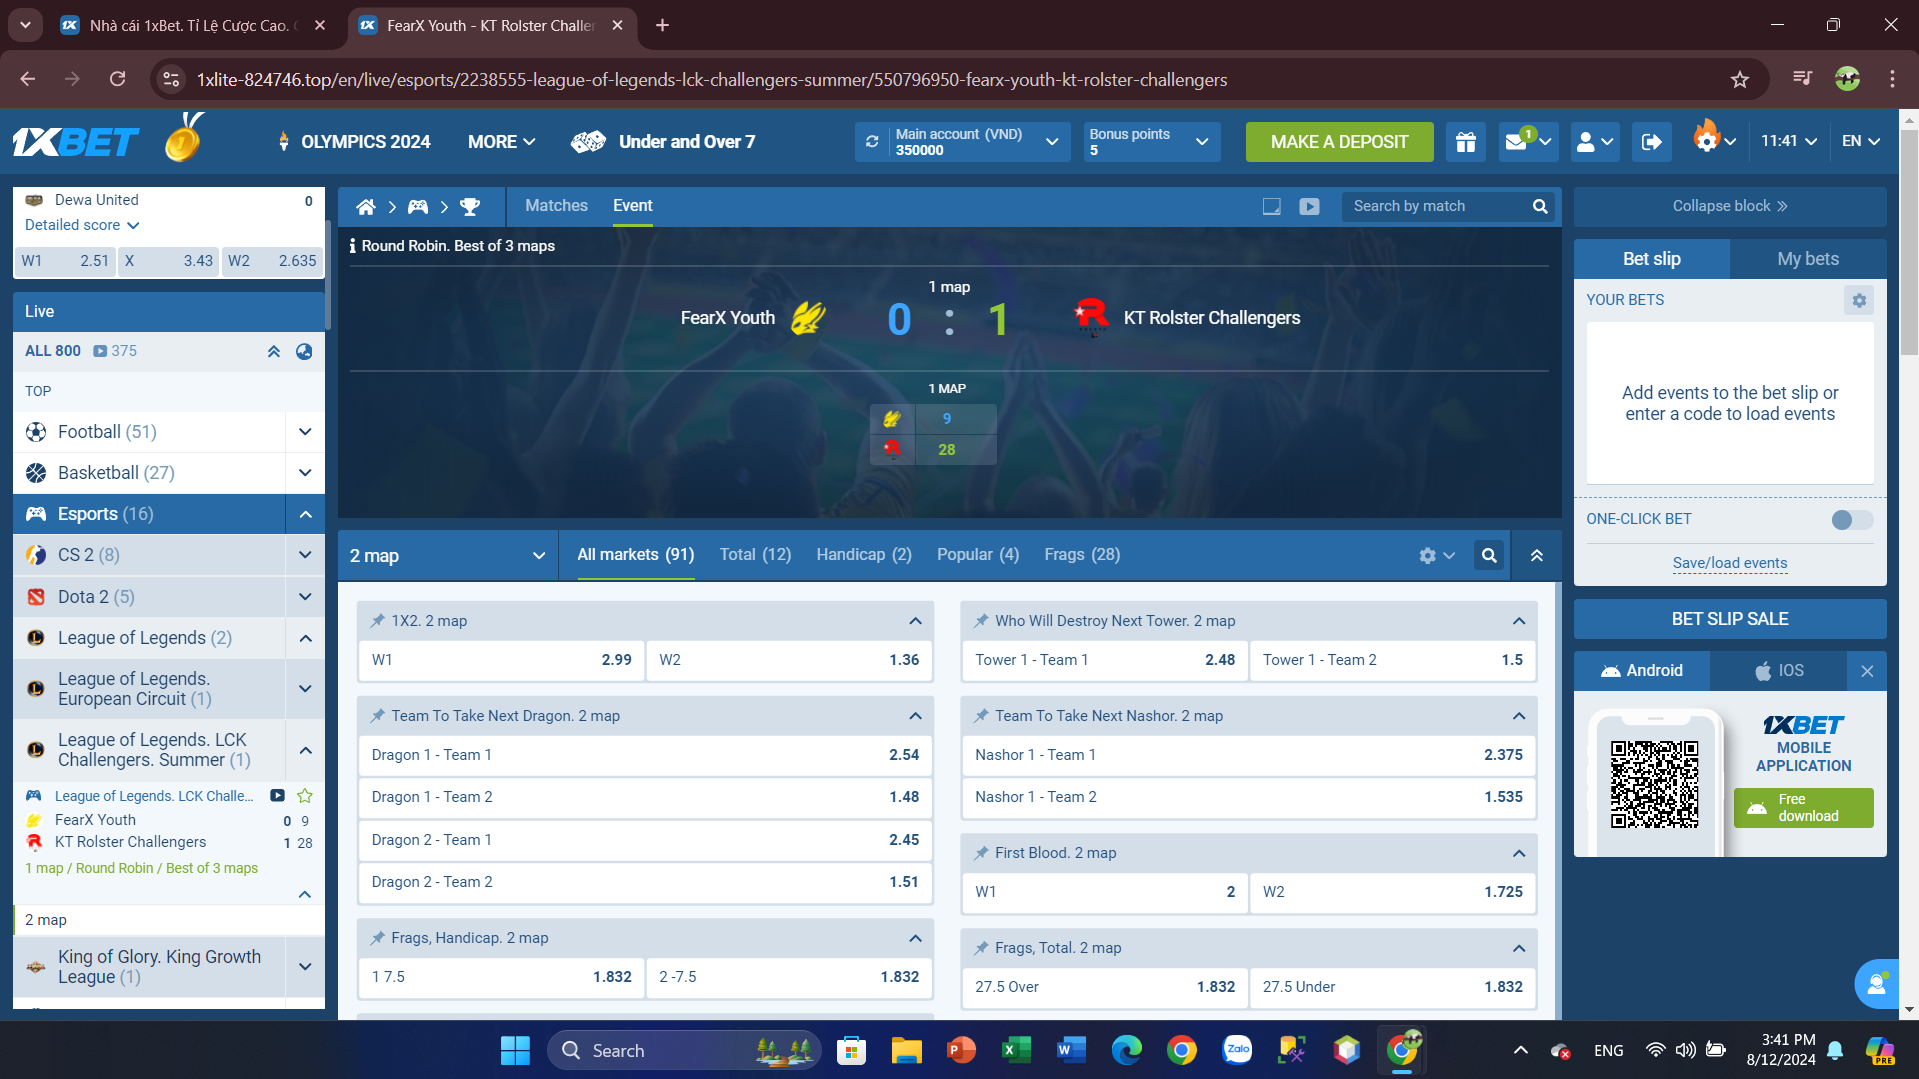 Nhà cái 1xBet. Tỉ Lệ Cược Cao.
FearX Youth - KT Rolster Challer
1xlite-824746.top/en/live/esports/2238555-league-of-legends-lck-challengers-summer/550796950-fearx-youth-kt-rolster-challengers
1XBET
OLYMPICS 2024
MORE
Under and Over 7
Main account (VND)
350000
Bonus points
5
MAKE A DEPOSIT
1
11:41
EN
Dewa United 0
Detailed score
W1 2.51 X 3.43 W2 2.635
Live
ALL 800 375
TOP
Football (51)
Basketball (27)
Esports (16)
CS 2 (8)
Dota 2 (5)
League of Legends (2)
League of Legends.
European Circuit (1)
League of Legends. LCK
Challengers. Summer (1)
League of Legends. LCK Challe...
FearX Youth 0 9
KT Rolster Challengers 1 28
1 map / Round Robin / Best of 3 maps
2 map
King of Glory. King Growth
League (1)
Matches
Event
Search by match
Round Robin. Best of 3 maps
1 map
FearX Youth 0 : 1 KT Rolster Challengers
1 MAP
9
28
2 map
All markets (91)
Total (12)
Handicap (2)
Popular (4)
Frags (28)
1X2. 2 map
W1 2.99 W2 1.36
Team To Take Next Dragon. 2 map
Dragon 1 - Team 1 2.54
Dragon 1 - Team 2 1.48
Dragon 2 - Team 1 2.45
Dragon 2 - Team 2 1.51
Frags, Handicap. 2 map
1 7.5 1.832 2 -7.5 1.832
Who Will Destroy Next Tower. 2 map
Tower 1 - Team 1 2.48 Tower 1 - Team 2 1.5
Team To Take Next Nashor. 2 map
Nashor 1 - Team 1 2.375
Nashor 1 - Team 2 1.535
First Blood. 2 map
W1 2 W2 1.725
Frags, Total. 2 map
27.5 Over 1.832 27.5 Under 1.832
Collapse block
Bet slip
My bets
YOUR BETS
Add events to the bet slip or
enter a code to load events
ONE-CLICK BET
Save/load events
BET SLIP SALE
Android
IOS
1XBET
MOBILE
APPLICATION
Free
download
Search
Zalo
ENG
3:41 PM
8/12/2024
PRE